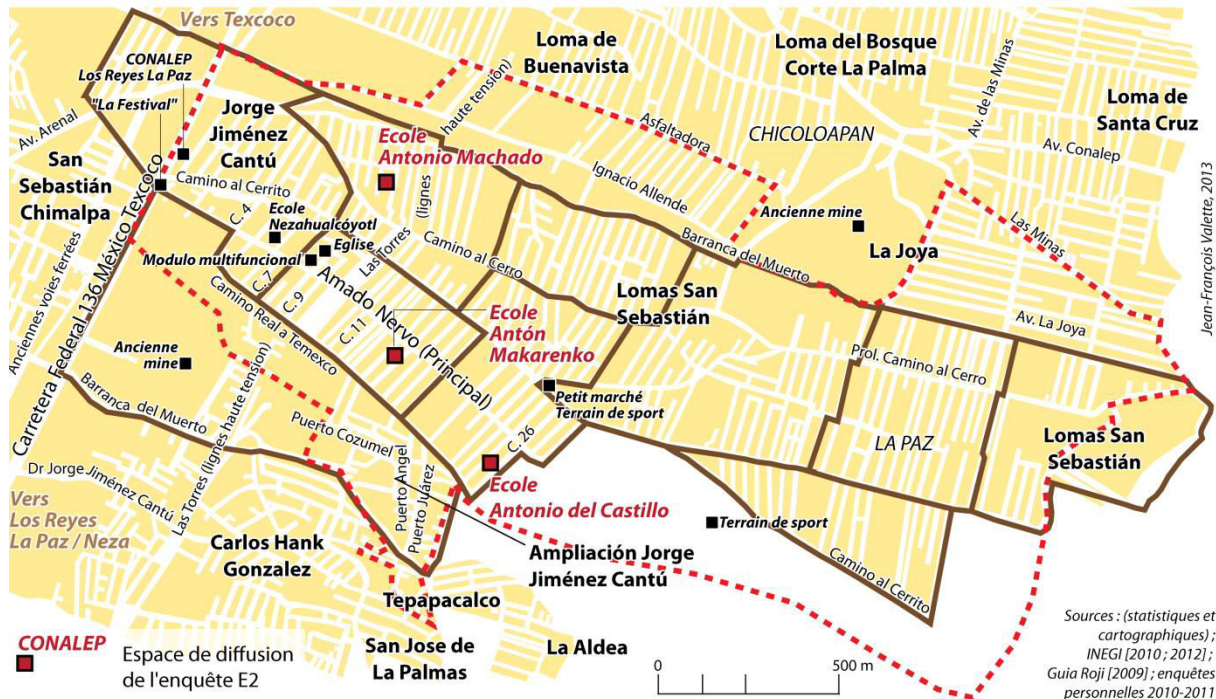 Vers Texcoco
CONALEP
Los Reyes La Paz
"La Festival"
Jorge
Jiménez
Cantú
Av. Arenal
San
Sebastián
Chimalpa
Loma de
Buenavista
Loma del Bosque
Corte La Palma
Av. de las Minas
Loma de
Santa Cruz
CHICOLOAPAN
Av. Conalep
Asfaltadora
Ecole
Antonio Machado
haute tension)
(lignes
Las Torres
Ignacio Allende
Camino al Cerrito
C. 4
Ecole
Nezahualcóyotl
Eglise
Modulo multifuncional
C. 7
C. 9
C. 11
Amado Nervo (Principal)
Camino al Cerro
Barranca del Muerto
Ancienne mine
La Joya
Las Minas
Av. La Joya
Lomas San
Sebastián
Anciennes voies ferrées
Carretera Federal 136 México Texcoco
Camino Real a Temexco
Ecole
Antón
Makarenko
Petit marché
Terrain de sport
C. 26
Prol. Camino al Cerro
LA PAZ
Lomas San
Sebastián
Ancienne
mine
Barranca del Muerto
Las Torres (lignes haute tension)
Puerto Cozumel
Puerto Angel
Puerto Juárez
Dr Jorge Jiménez Cantú
Vers
Los Reyes
La Paz / Neza
Ecole
Antonio del Castillo
Terrain de sport
Camino al Cerrito
Carlos Hank
Gonzalez
Ampliación Jorge
Jiménez Cantú
Tepapacalco
San Jose de
La Palmas
La Aldea
CONALEP
Espace de diffusion
de l'enquête E2
0
500 m
Sources : (statistiques et
cartographiques) ;
INEGI [2010 ; 2012] ;
Guia Roji [2009] ; enquêtes
personnelles 2010-2011
Jean-François Valette, 2013